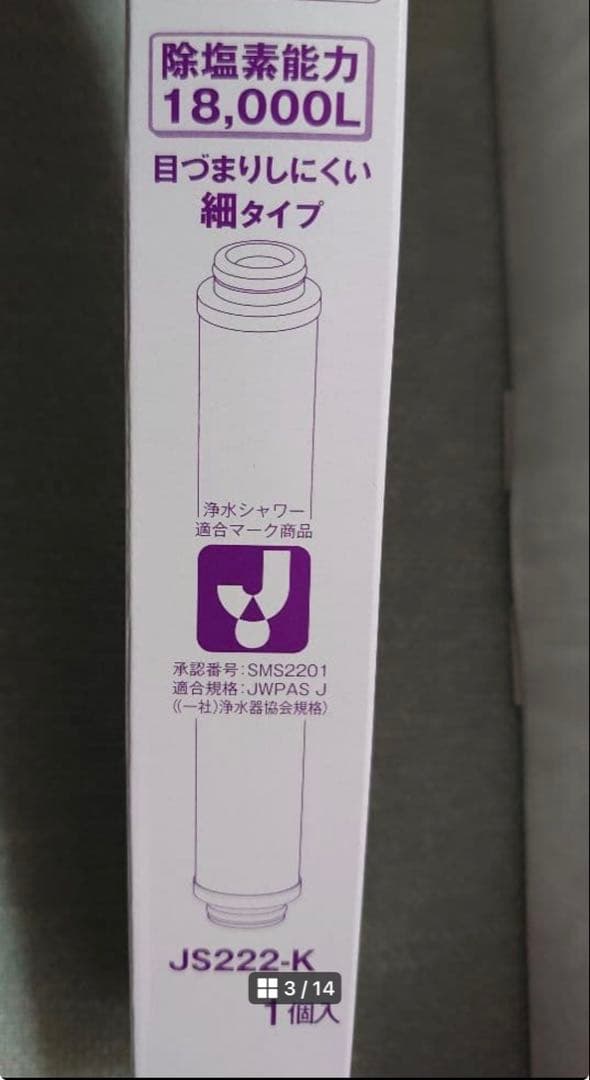 除塩素能力
18,000L
目づまりしにくい
細タイプ
浄水シャワー
適合マーク商品
承認番号:SMS2201
適合規格:JWPAS J
((一社)浄水器協会規格)
JS222-K
3/14
1個入